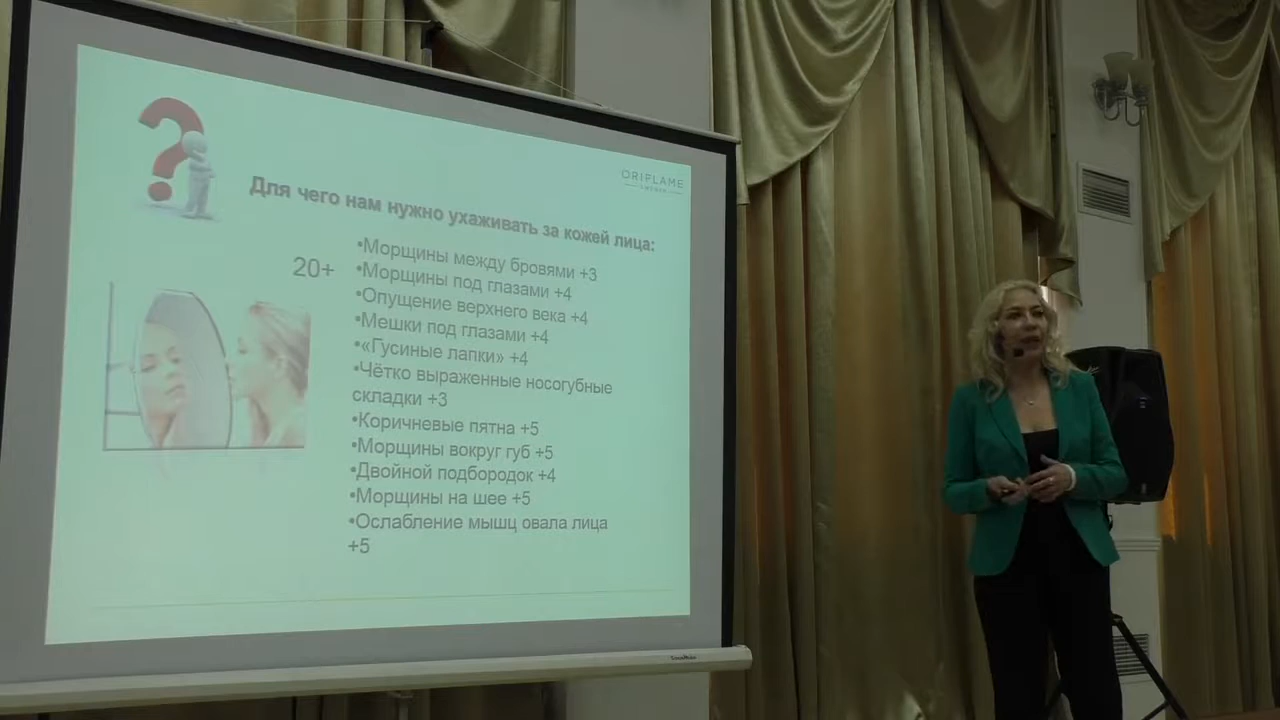 ORIPLAME
SWEDEN
Для чего нам нужно ухаживать за кожей лица:
20+
•Морщины между бровями +3
•Морщины под глазами +4
•Опущение верхнего века +4
•Мешки под глазами +4
•«Гусиные лапки» +4
•Чётко выраженные носогубные
складки +3
•Коричневые пятна +5
•Морщины вокруг губ +5
•Двойной подбородок +4
•Морщины на шее +5
•Ослабление мышц овала лица
+5